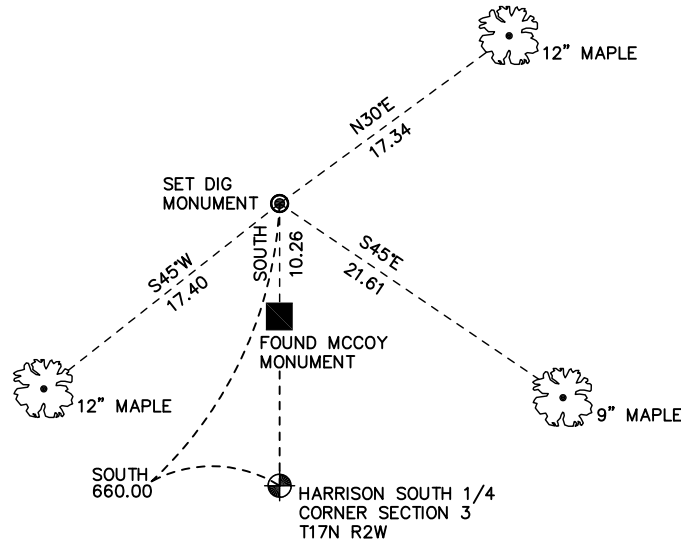 12" MAPLE
N30°E
17.34
SET DIG
MONUMENT
S45°W
17.40
SOUTH
10.26
S45°E
21.61
FOUND MCCOY
MONUMENT
12" MAPLE
9" MAPLE
SOUTH
660.00
HARRISON SOUTH 1/4
CORNER SECTION 3
T17N R2W